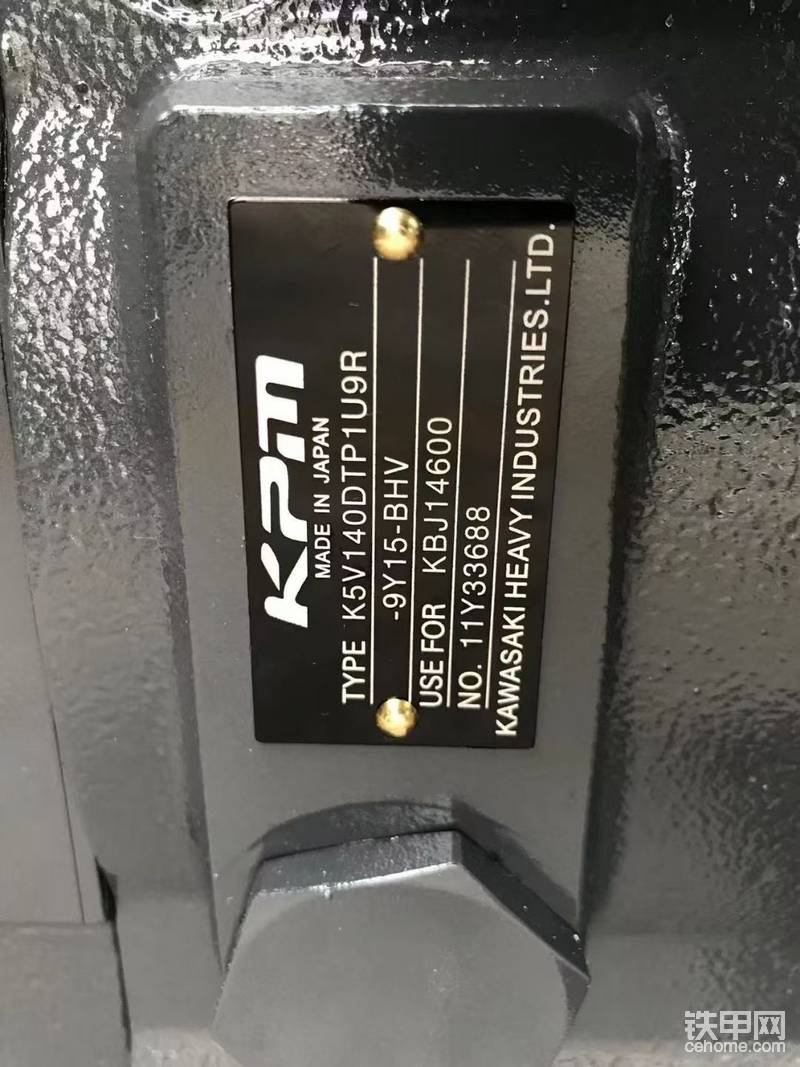 KPM
MADE IN JAPAN
TYPE K5V140DTP1U9R
-9Y15-BHV
USE FOR KBJ14600
NO. 11Y33688
KAWASAKI HEAVY INDUSTRIES.LTD.
铁甲网
cehome.com